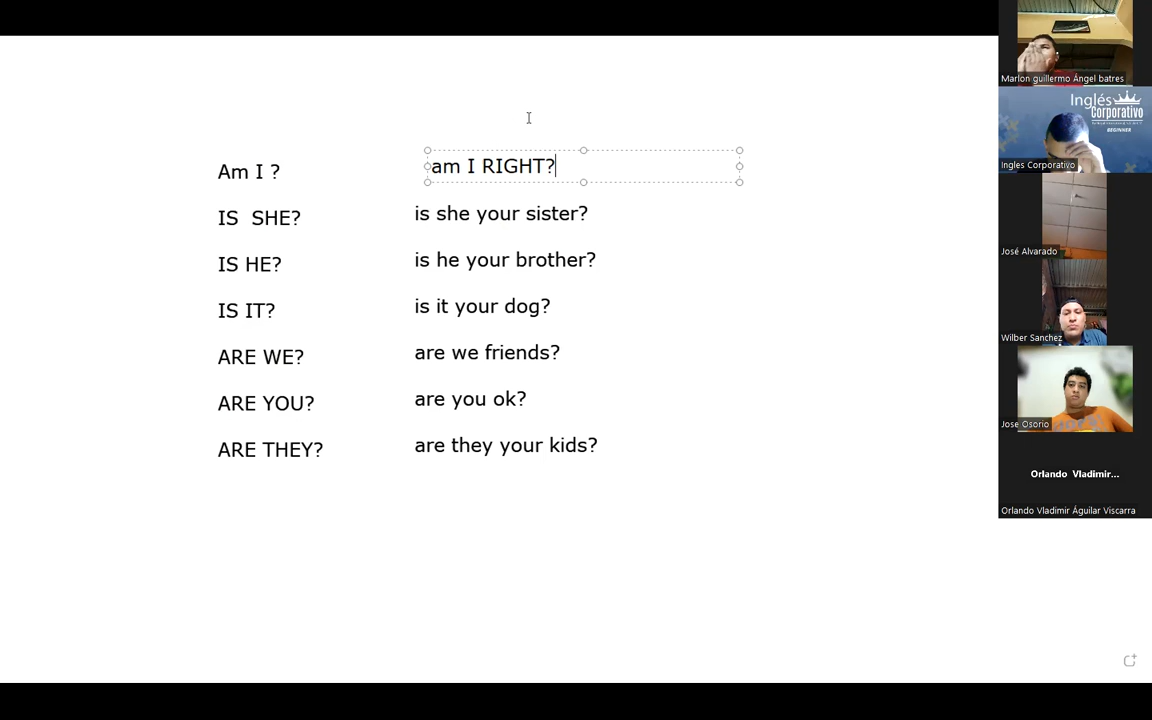 Am I ?
am I RIGHT?
IS SHE?
is she your sister?
IS HE?
is he your brother?
IS IT?
is it your dog?
ARE WE?
are we friends?
ARE YOU?
are you ok?
ARE THEY?
are they your kids?
Marlon guillermo Ángel batres
Inglés
Corporativo
BEGINNER
Ingles Corporativo
José Alvarado
Wilber Sanchez
Jose Osorio
Orlando Vladimir...
Orlando Vladimir Águilar Viscarra